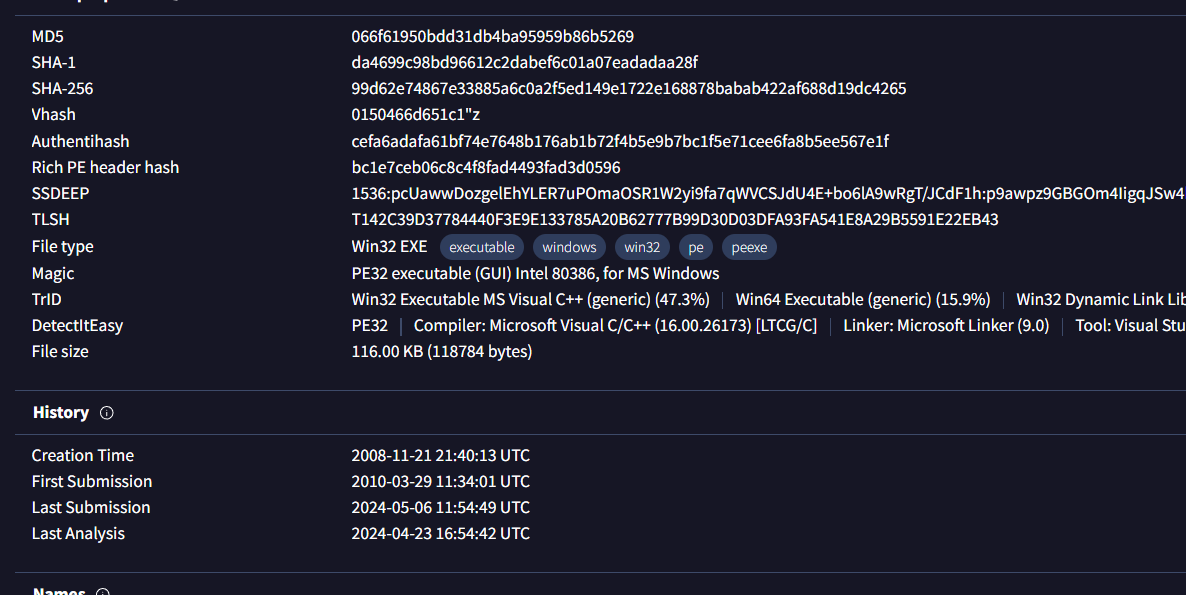 MD5 066f61950bdd31db4ba95959b86b5269
SHA-1 da4699c98bd96612c2dabef6c01a07eadadaa28f
SHA-256 99d62e74867e33885a6c0a2f5ed149e1722e168878babab422af688d19dc4265
Vhash 0150466d651c1"z
Authentihash cefa6adafa61bf74e7648b176ab1b72f4b5e9b7bc1f5e71cee6fa8b5ee567e1f
Rich PE header hash bc1e7ceb06c8c4f8fad4493fad3d0596
SSDEEP 1536:pcUawwDozgelEhYLER7uPOmaOSR1W2yi9fa7qWVCSJdU4E+bo6lA9wRgT/JCdF1h:p9awpz9GBGOm4IigqJSw4
TLSH T142C39D37784440F3E9E133785A20B62777B99D30D03DFA93FA541E8A29B5591E22EB43
File type Win32 EXE executable windows win32 pe peexe
Magic PE32 executable (GUI) Intel 80386, for MS Windows
TrID Win32 Executable MS Visual C++ (generic) (47.3%) | Win64 Executable (generic) (15.9%) | Win32 Dynamic Link Lib
DetectItEasy PE32 | Compiler: Microsoft Visual C/C++ (16.00.26173) [LTCG/C] | Linker: Microsoft Linker (9.0) | Tool: Visual Stu
File size 116.00 KB (118784 bytes)
History
Creation Time 2008-11-21 21:40:13 UTC
First Submission 2010-03-29 11:34:01 UTC
Last Submission 2024-05-06 11:54:49 UTC
Last Analysis 2024-04-23 16:54:42 UTC
Names